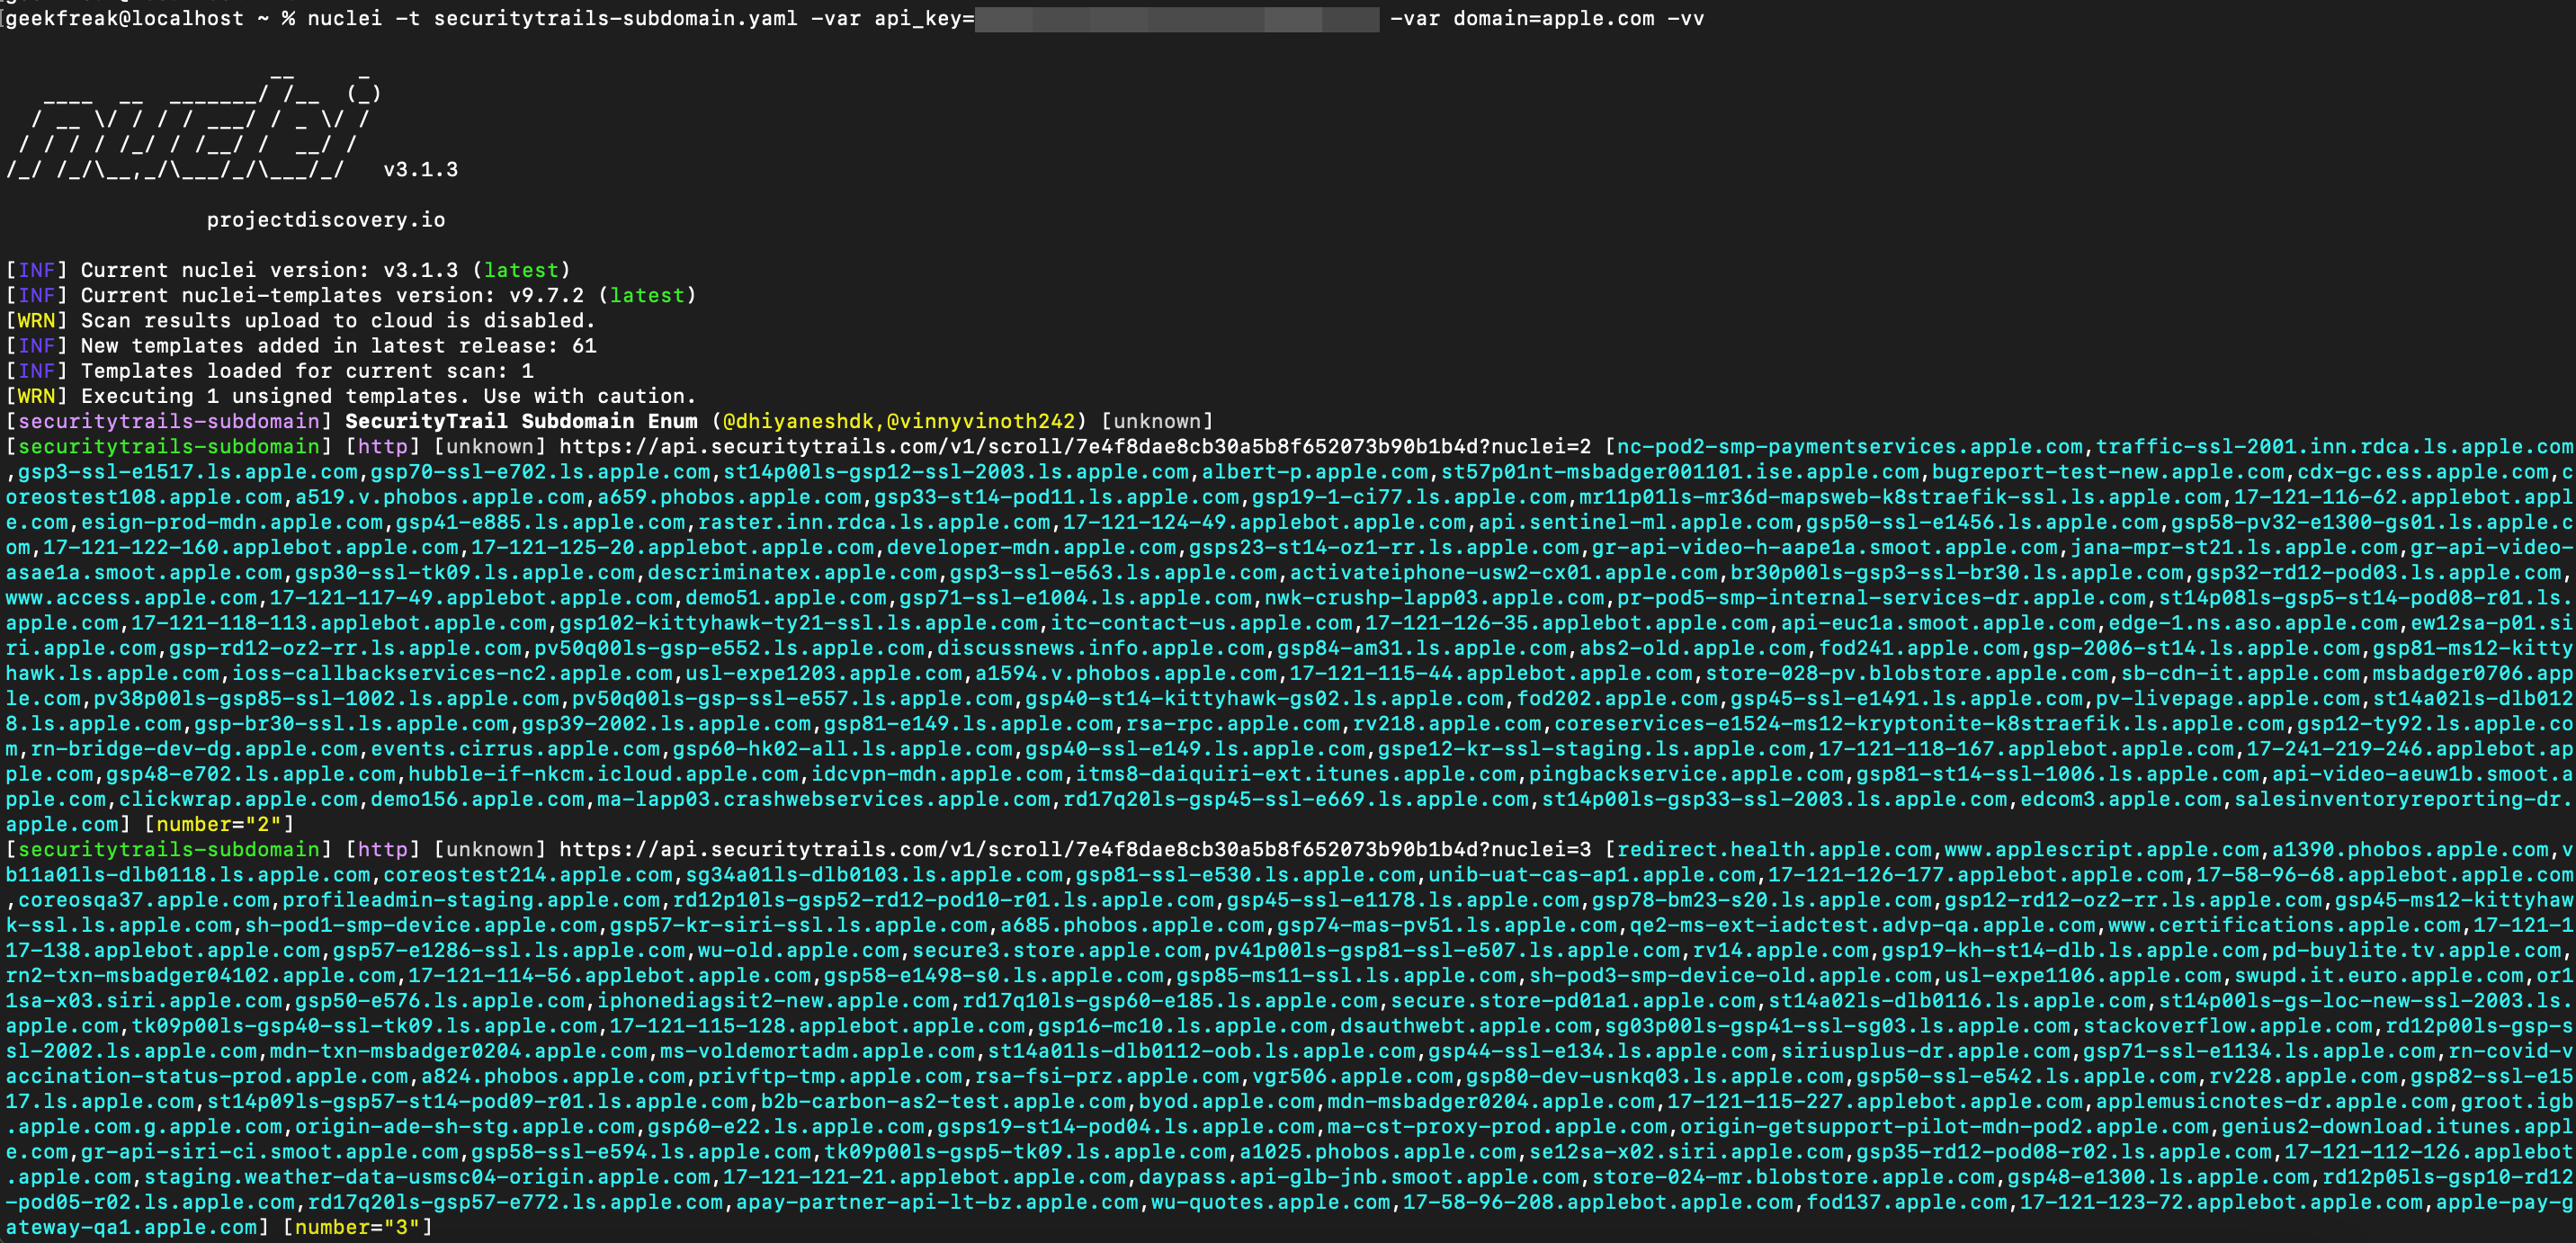 geekfreak@localhost ~ % nuclei -t securitytrails-subdomain.yaml -var api_key= -var domain=apple.com -vv
                     __     _
   ____  __  _______/ /__  (_)
  / __ \/ / / / ___/ / _ \/ /
 / / / / /_/ / /__/ /  __/ /
/_/ /_/\__,_/\___/_/\___/_/   v3.1.3
projectdiscovery.io
[INF] Current nuclei version: v3.1.3 (latest)
[INF] Current nuclei-templates version: v9.7.2 (latest)
[WRN] Scan results upload to cloud is disabled.
[INF] New templates added in latest release: 61
[INF] Templates loaded for current scan: 1
[WRN] Executing 1 unsigned templates. Use with caution.
[securitytrails-subdomain] SecurityTrail Subdomain Enum (@dhiyaneshdk,@vinnyvinoth242) [unknown]
[securitytrails-subdomain] [http] [unknown] https://api.securitytrails.com/v1/scroll/7e4f8dae8cb30a5b8f652073b90b1b4d?nuclei=2 [nc-pod2-smp-paymentservices.apple.com,traffic-ssl-2001.inn.rdca.ls.apple.com
,gsp3-ssl-e1517.ls.apple.com,gsp70-ssl-e702.ls.apple.com,st14p00ls-gsp12-ssl-2003.ls.apple.com,albert-p.apple.com,st57p01nt-msbadger001101.ise.apple.com,bugreport-test-new.apple.com,cdx-gc.ess.apple.com,c
oreostest108.apple.com,a519.v.phobos.apple.com,a659.phobos.apple.com,gsp33-st14-pod11.ls.apple.com,gsp19-1-ci77.ls.apple.com,mr11p01ls-mr36d-mapsweb-k8straefik-ssl.ls.apple.com,17-121-116-62.applebot.appl
e.com,esign-prod-mdn.apple.com,gsp41-e885.ls.apple.com,raster.inn.rdca.ls.apple.com,17-121-124-49.applebot.apple.com,api.sentinel-ml.apple.com,gsp50-ssl-e1456.ls.apple.com,gsp58-pv32-e1300-gs01.ls.apple.c
om,17-121-122-160.applebot.apple.com,17-121-125-20.applebot.apple.com,developer-mdn.apple.com,gsps23-st14-oz1-rr.ls.apple.com,gr-api-video-h-aape1a.smoot.apple.com,jana-mpr-st21.ls.apple.com,gr-api-video-
asae1a.smoot.apple.com,gsp30-ssl-tk09.ls.apple.com,descriminatex.apple.com,gsp3-ssl-e563.ls.apple.com,activateiphone-usw2-cx01.apple.com,br30p00ls-gsp3-ssl-br30.ls.apple.com,gsp32-rd12-pod03.ls.apple.com,
www.access.apple.com,17-121-117-49.applebot.apple.com,demo51.apple.com,gsp71-ssl-e1004.ls.apple.com,nwk-crushp-lapp03.apple.com,pr-pod5-smp-internal-services-dr.apple.com,st14p08ls-gsp5-st14-pod08-r01.ls.
apple.com,17-121-118-113.applebot.apple.com,gsp102-kittyhawk-ty21-ssl.ls.apple.com,itc-contact-us.apple.com,17-121-126-35.applebot.apple.com,api-euc1a.smoot.apple.com,edge-1.ns.aso.apple.com,ew12sa-p01.si
ri.apple.com,gsp-rd12-oz2-rr.ls.apple.com,pv50q00ls-gsp-e552.ls.apple.com,discussnews.info.apple.com,gsp84-am31.ls.apple.com,abs2-old.apple.com,fod241.apple.com,gsp-2006-st14.ls.apple.com,gsp81-ms12-kitty
hawk.ls.apple.com,ioss-callbackservices-nc2.apple.com,usl-expe1203.apple.com,a1594.v.phobos.apple.com,17-121-115-44.applebot.apple.com,store-028-pv.blobstore.apple.com,sb-cdn-it.apple.com,msbadger0706.app
le.com,pv38p00ls-gsp85-ssl-1002.ls.apple.com,pv50q00ls-gsp-ssl-e557.ls.apple.com,gsp40-st14-kittyhawk-gs02.ls.apple.com,fod202.apple.com,gsp45-ssl-e1491.ls.apple.com,pv-livepage.apple.com,st14a02ls-dlb012
8.ls.apple.com,gsp-br30-ssl.ls.apple.com,gsp39-2002.ls.apple.com,gsp81-e149.ls.apple.com,rsa-rpc.apple.com,rv218.apple.com,coreservices-e1524-ms12-kryptonite-k8straefik.ls.apple.com,gsp12-ty92.ls.apple.co
m,rn-bridge-dev-dg.apple.com,events.cirrus.apple.com,gsp60-hk02-all.ls.apple.com,gsp40-ssl-e149.ls.apple.com,gspe12-kr-ssl-staging.ls.apple.com,17-121-118-167.applebot.apple.com,17-241-219-246.applebot.ap
ple.com,gsp48-e702.ls.apple.com,hubble-if-nkcm.icloud.apple.com,idcvpn-mdn.apple.com,itms8-daiquiri-ext.itunes.apple.com,pingbackservice.apple.com,gsp81-st14-ssl-1006.ls.apple.com,api-video-aeuw1b.smoot.a
pple.com,clickwrap.apple.com,demo156.apple.com,ma-lapp03.crashwebservices.apple.com,rd17q20ls-gsp45-ssl-e669.ls.apple.com,st14p00ls-gsp33-ssl-2003.ls.apple.com,edcom3.apple.com,salesinventoryreporting-dr.
apple.com] [number="2"]
[securitytrails-subdomain] [http] [unknown] https://api.securitytrails.com/v1/scroll/7e4f8dae8cb30a5b8f652073b90b1b4d?nuclei=3 [redirect.health.apple.com,www.applescript.apple.com,a1390.phobos.apple.com,v
b11a01ls-dlb0118.ls.apple.com,coreostest214.apple.com,sg34a01ls-dlb0103.ls.apple.com,gsp81-ssl-e530.ls.apple.com,unib-uat-cas-ap1.apple.com,17-121-126-177.applebot.apple.com,17-58-96-68.applebot.apple.com
,coreosqa37.apple.com,profileadmin-staging.apple.com,rd12p10ls-gsp52-rd12-pod10-r01.ls.apple.com,gsp45-ssl-e1178.ls.apple.com,gsp78-bm23-s20.ls.apple.com,gsp12-rd12-oz2-rr.ls.apple.com,gsp45-ms12-kittyhaw
k-ssl.ls.apple.com,sh-pod1-smp-device.apple.com,gsp57-kr-siri-ssl.ls.apple.com,a685.phobos.apple.com,gsp74-mas-pv51.ls.apple.com,qe2-ms-ext-iadctest.advp-qa.apple.com,www.certifications.apple.com,17-121-1
17-138.applebot.apple.com,gsp57-e1286-ssl.ls.apple.com,wu-old.apple.com,secure3.store.apple.com,pv41p00ls-gsp81-ssl-e507.ls.apple.com,rv14.apple.com,gsp19-kh-st14-dlb.ls.apple.com,pd-buylite.tv.apple.com,
rn2-txn-msbadger04102.apple.com,17-121-114-56.applebot.apple.com,gsp58-e1498-s0.ls.apple.com,gsp85-ms11-ssl.ls.apple.com,sh-pod3-smp-device-old.apple.com,usl-expe1106.apple.com,swupd.it.euro.apple.com,or1
1sa-x03.siri.apple.com,gsp50-e576.ls.apple.com,iphonediagsit2-new.apple.com,rd17q10ls-gsp60-e185.ls.apple.com,secure.store-pd01a1.apple.com,st14a02ls-dlb0116.ls.apple.com,st14p00ls-gs-loc-new-ssl-2003.ls.
apple.com,tk09p00ls-gsp40-ssl-tk09.ls.apple.com,17-121-115-128.applebot.apple.com,gsp16-mc10.ls.apple.com,dsauthwebt.apple.com,sg03p00ls-gsp41-ssl-sg03.ls.apple.com,stackoverflow.apple.com,rd12p00ls-gsp-s
sl-2002.ls.apple.com,mdn-txn-msbadger0204.apple.com,ms-voldemortadm.apple.com,st14a01ls-dlb0112-oob.ls.apple.com,gsp44-ssl-e134.ls.apple.com,siriusplus-dr.apple.com,gsp71-ssl-e1134.ls.apple.com,rn-covid-v
accination-status-prod.apple.com,a824.phobos.apple.com,privftp-tmp.apple.com,rsa-fsi-prz.apple.com,vgr506.apple.com,gsp80-dev-usnkq03.ls.apple.com,gsp50-ssl-e542.ls.apple.com,rv228.apple.com,gsp82-ssl-e15
17.ls.apple.com,st14p09ls-gsp57-st14-pod09-r01.ls.apple.com,b2b-carbon-as2-test.apple.com,byod.apple.com,mdn-msbadger0204.apple.com,17-121-115-227.applebot.apple.com,applemusicnotes-dr.apple.com,groot.igb
.apple.com.g.apple.com,origin-ade-sh-stg.apple.com,gsp60-e22.ls.apple.com,gsps19-st14-pod04.ls.apple.com,ma-cst-proxy-prod.apple.com,origin-getsupport-pilot-mdn-pod2.apple.com,genius2-download.itunes.appl
e.com,gr-api-siri-ci.smoot.apple.com,gsp58-ssl-e594.ls.apple.com,tk09p00ls-gsp5-tk09.ls.apple.com,a1025.phobos.apple.com,se12sa-x02.siri.apple.com,gsp35-rd12-pod08-r02.ls.apple.com,17-121-112-126.applebot
.apple.com,staging.weather-data-usmsc04-origin.apple.com,17-121-121-21.applebot.apple.com,daypass.api-glb-jnb.smoot.apple.com,store-024-mr.blobstore.apple.com,gsp48-e1300.ls.apple.com,rd12p05ls-gsp10-rd12
-pod05-r02.ls.apple.com,rd17q20ls-gsp57-e772.ls.apple.com,apay-partner-api-lt-bz.apple.com,wu-quotes.apple.com,17-58-96-208.applebot.apple.com,fod137.apple.com,17-121-123-72.applebot.apple.com,apple-pay-g
ateway-qa1.apple.com] [number="3"]